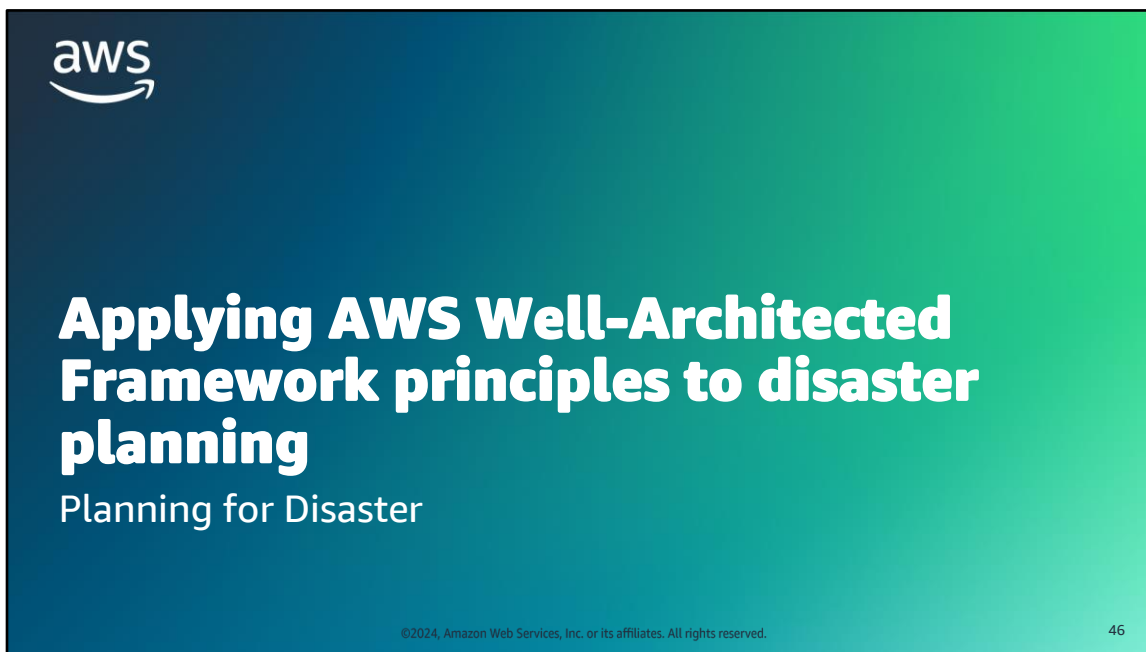 aws
Applying AWS Well-Architected
Framework principles to disaster
planning
Planning for Disaster
©2024, Amazon Web Services, Inc. or its affiliates. All rights reserved.
46